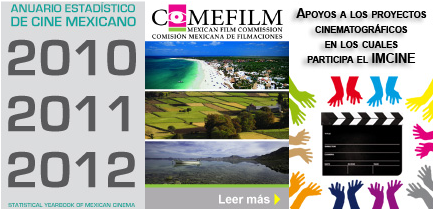 ANUARIO ESTADÍSTICO
DE CINE MEXICANO
2010
2011
2012
STATISTICAL YEARBOOK OF MEXICAN CINEMA
COMEFILM
MEXICAN FILM COMMISSION
COMISIÓN MEXICANA DE FILMACIONES
Leer más
APOYOS A LOS PROYECTOS
CINEMATOGRÁFICOS
EN LOS CUALES
PARTICIPA EL IMCINE